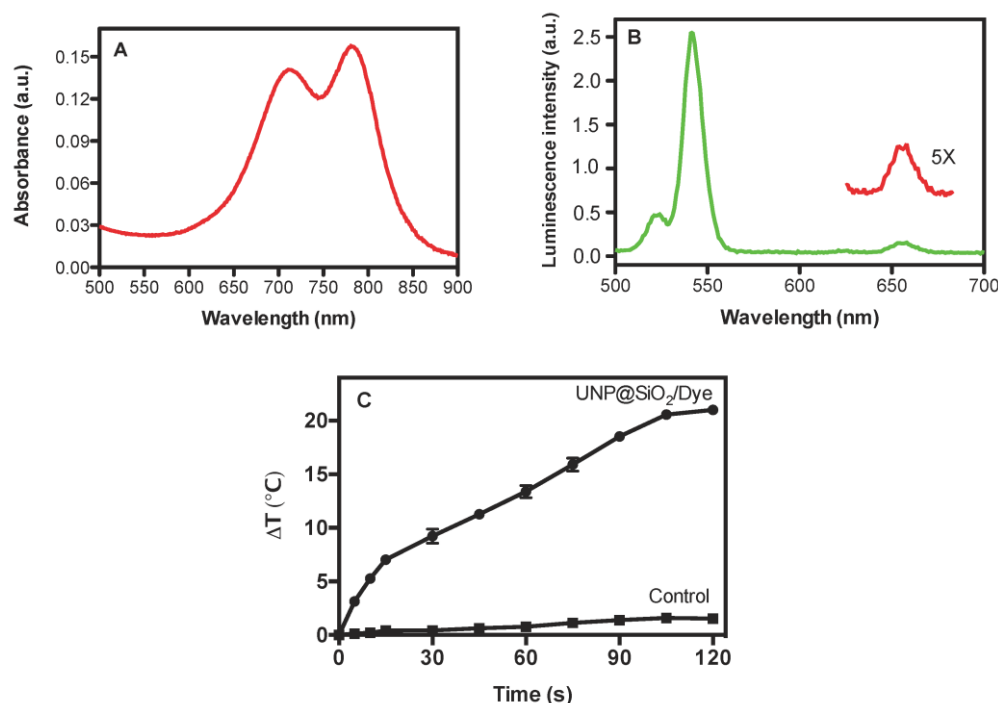 A
Absorbance (a.u.)
0.15
0.12
0.09
0.06
0.03
0.00
500 550 600 650 700 750 800 850 900
Wavelength (nm)
B
Luminescence intensity (a.u.)
2.5
2.0
1.5
1.0
0.5
0.0
5X
500 550 600 650 700
Wavelength (nm)
C
UNP@SiO₂/Dye
ΔT (°C)
20
15
10
5
0
Control
0 30 60 90 120
Time (s)